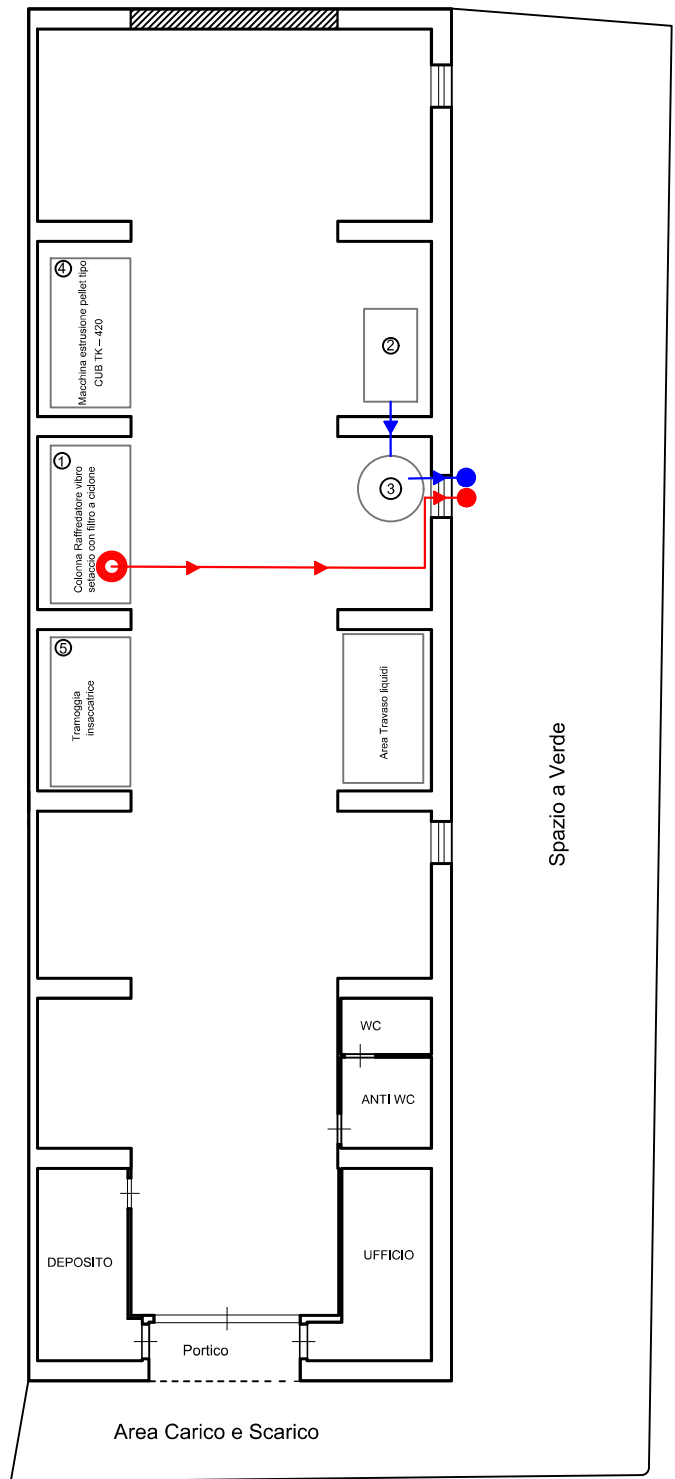 4
Macchina estrusione pellet tipo
CUB TK – 420
2
1
Colonna Raffredatore vibro
setaccio con filtro a ciclone
3
5
Tramoggia
insaccatrice
Area Travaso liquidi
Spazio a Verde
WC
ANTI WC
DEPOSITO
UFFICIO
Portico
Area Carico e Scarico